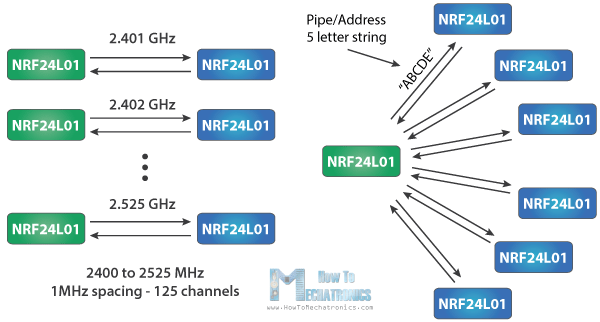 2.401 GHz
NRF24L01
NRF24L01
2.402 GHz
NRF24L01
NRF24L01
2.525 GHz
NRF24L01
NRF24L01
2400 to 2525 MHz
1MHz spacing - 125 channels
Pipe/Address
5 letter string
"ABCDE"
NRF24L01
NRF24L01
NRF24L01
NRF24L01
NRF24L01
NRF24L01
NRF24L01
How To
MECHATRONICS
www.HowToMechatronics.com